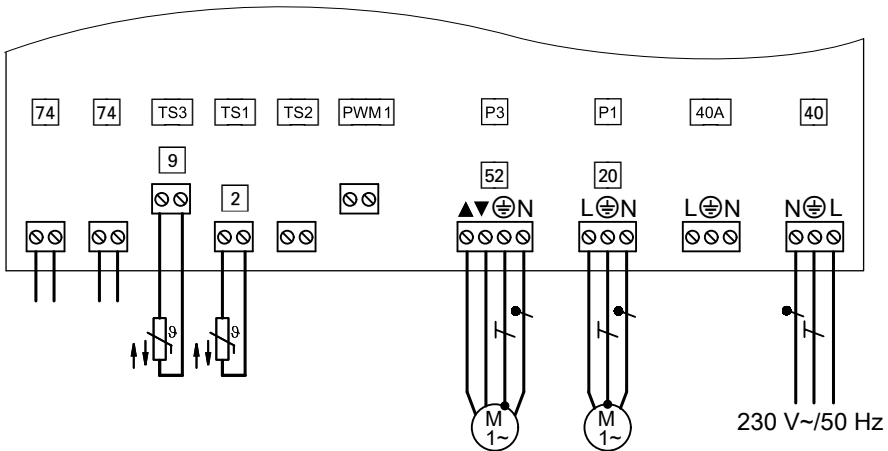 74 74 TS3 TS1 TS2 PWM1 P3 P1 40A 40
9 52 20
2
▲▼⏚N L⏚N L⏚N N⏚L
ϑ ϑ
M M
1~ 1~
230 V~/50 Hz